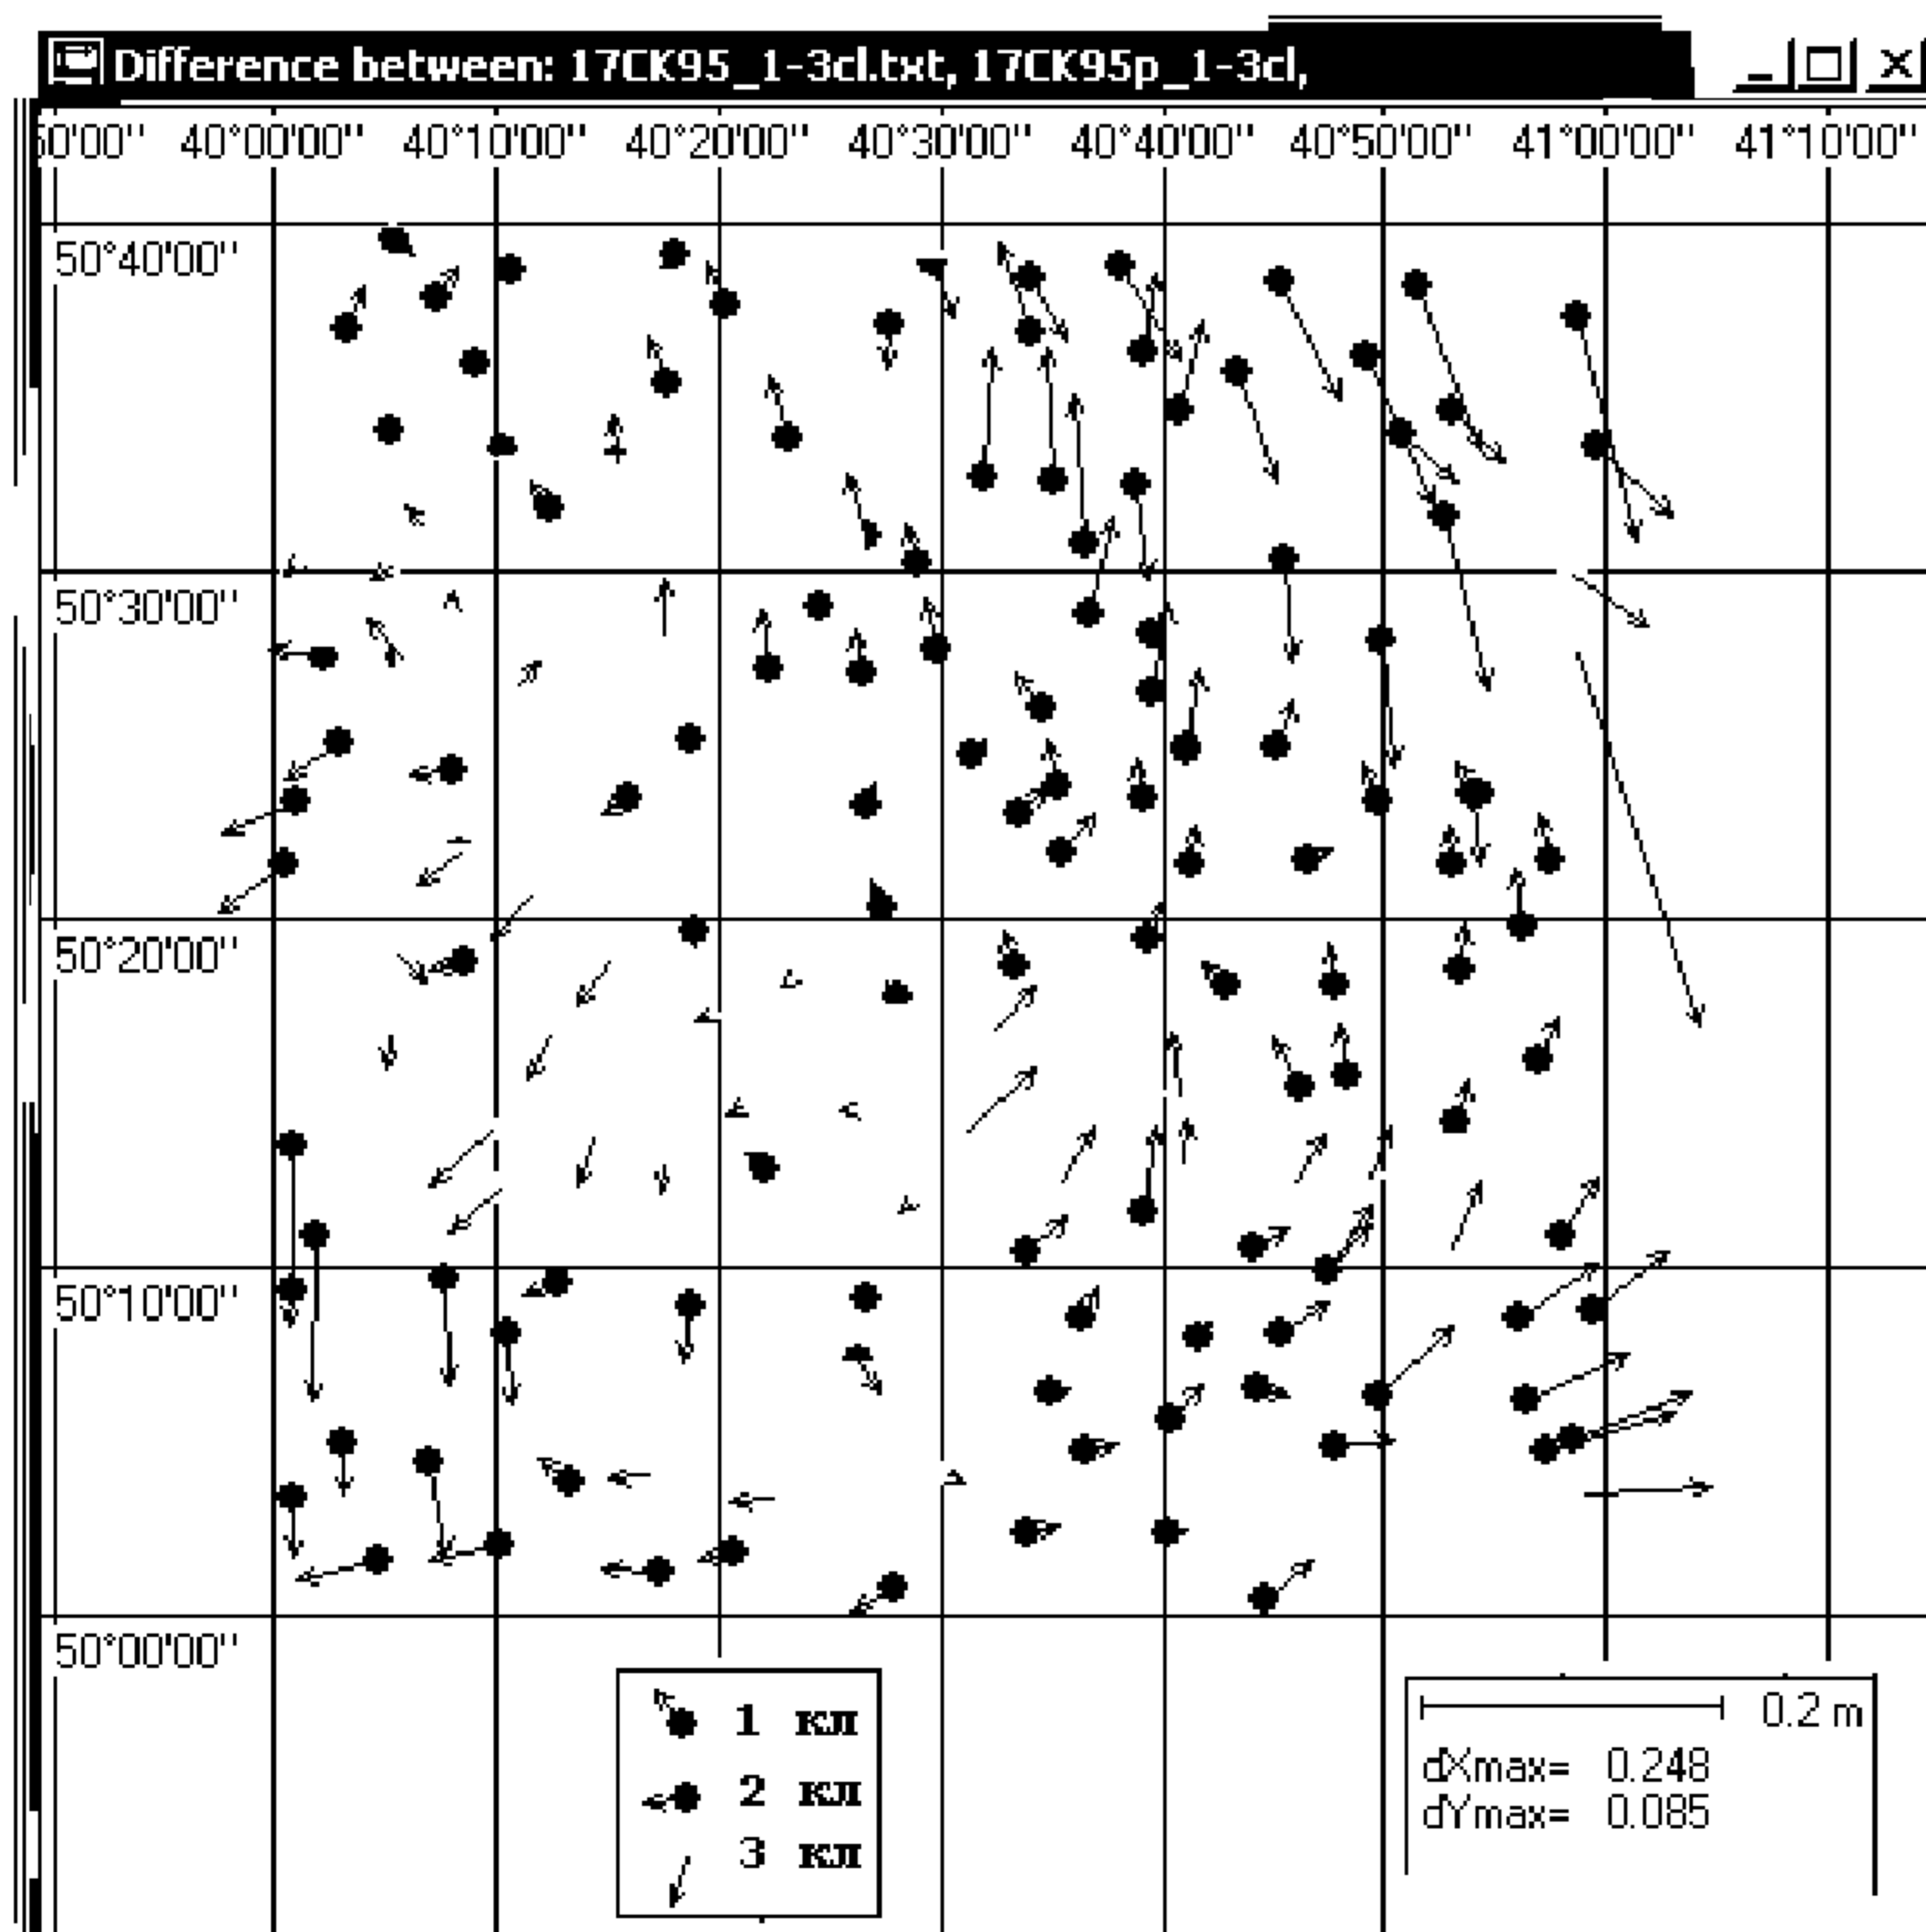 Difference between: 17CK95_1-3cl.txt, 17CK95p_1-3cl,
50'00" 40°00'00" 40°10'00" 40°20'00" 40°30'00" 40°40'00" 40°50'00" 41°00'00" 41°10'00"
50°40'00"
50°30'00"
50°20'00"
50°10'00"
50°00'00"
1 кл
2 кл
3 кл
0.2 m
dXmax= 0.248
dYmax= 0.085